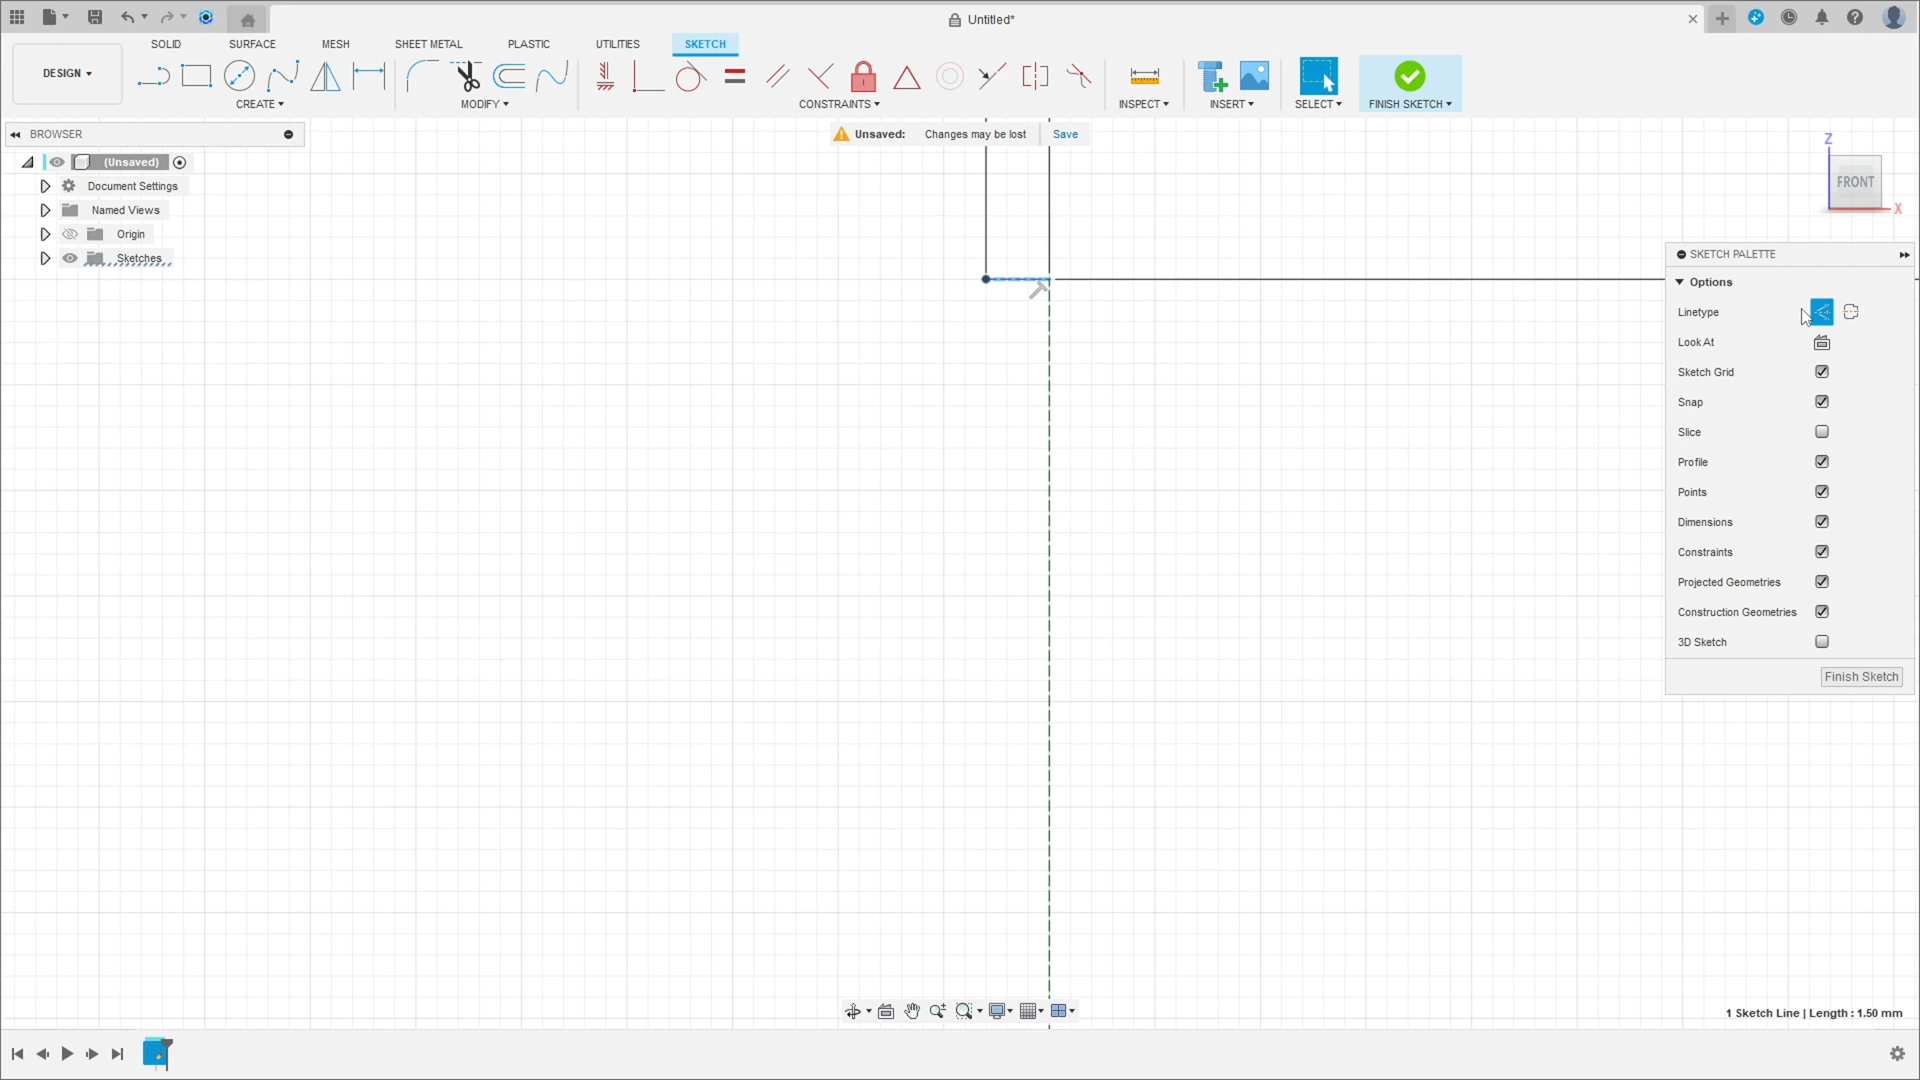 Untitled*
SOLID
SURFACE
MESH
SHEET METAL
PLASTIC
UTILITIES
SKETCH
DESIGN
CREATE
MODIFY
CONSTRAINTS
INSPECT
INSERT
SELECT
FINISH SKETCH
BROWSER
Unsaved: Changes may be lost Save
(Unsaved)
Document Settings
Named Views
Origin
Sketches
Z
FRONT
X
SKETCH PALETTE
Options
Linetype
Look At
Sketch Grid
Snap
Slice
Profile
Points
Dimensions
Constraints
Projected Geometries
Construction Geometries
3D Sketch
Finish Sketch
1 Sketch Line | Length : 1.50 mm